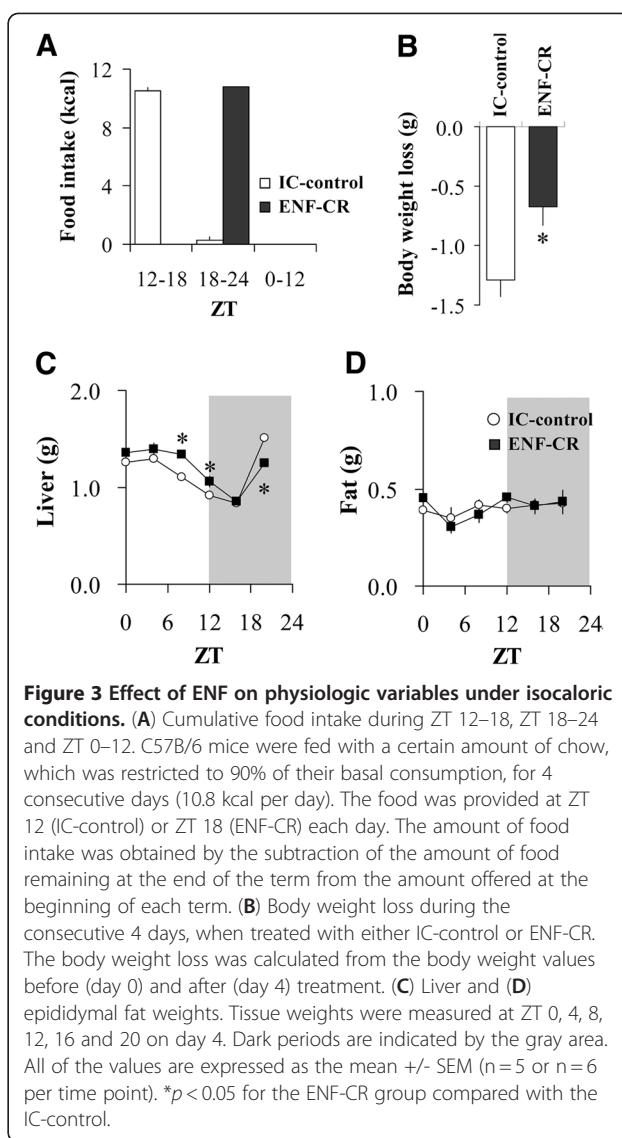 A
Food intake (kcal)
12
8
4
0
IC-control
ENF-CR
12-18 18-24 0-12
ZT
B
IC-control
ENF-CR
Body weight loss (g)
0.0
-0.5
-1.0
-1.5
*
C
Liver (g)
2.0
1.0
0.0
*
*
*
0 6 12 18 24
ZT
D
Fat (g)
1.0
0.5
0.0
IC-control
ENF-CR
0 6 12 18 24
ZT
Figure 3 Effect of ENF on physiologic variables under isocaloric
conditions. (A) Cumulative food intake during ZT 12–18, ZT 18–24
and ZT 0–12. C57B/6 mice were fed with a certain amount of chow,
which was restricted to 90% of their basal consumption, for 4
consecutive days (10.8 kcal per day). The food was provided at ZT
12 (IC-control) or ZT 18 (ENF-CR) each day. The amount of food
intake was obtained by the subtraction of the amount of food
remaining at the end of the term from the amount offered at the
beginning of each term. (B) Body weight loss during the
consecutive 4 days, when treated with either IC-control or ENF-CR.
The body weight loss was calculated from the body weight values
before (day 0) and after (day 4) treatment. (C) Liver and (D)
epididymal fat weights. Tissue weights were measured at ZT 0, 4, 8,
12, 16 and 20 on day 4. Dark periods are indicated by the gray area.
All of the values are expressed as the mean +/- SEM (n = 5 or n = 6
per time point). *p < 0.05 for the ENF-CR group compared with the
IC-control.